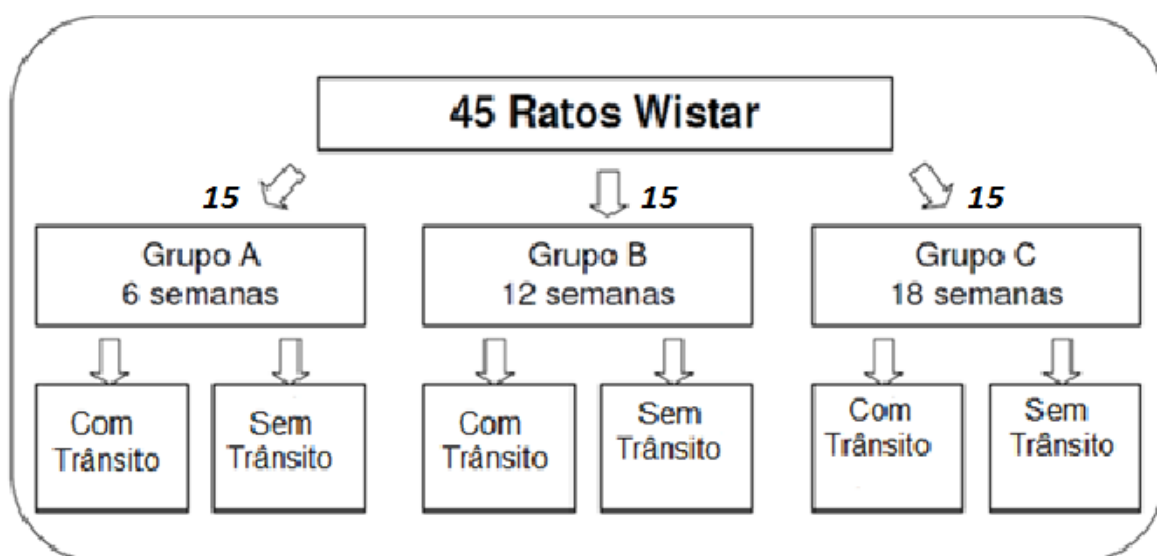 45 Ratos Wistar
15
15
15
Grupo A
6 semanas
Grupo B
12 semanas
Grupo C
18 semanas
Com
Trânsito
Sem
Trânsito
Com
Trânsito
Sem
Trânsito
Com
Trânsito
Sem
Trânsito